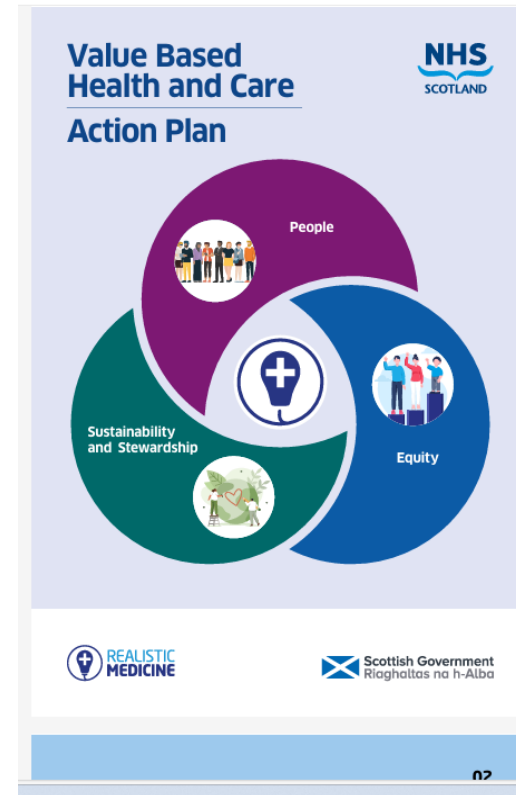 Value Based
Health and Care
Action Plan
NHS
SCOTLAND
People
Sustainability
and Stewardship
Equity
REALISTIC
MEDICINE
Scottish Government
Riaghaltas na h-Alba
02